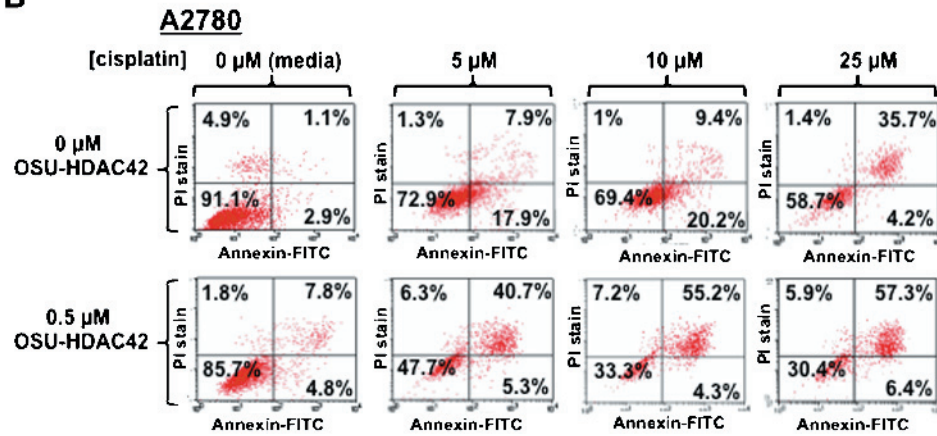 B
A2780
[cisplatin] 0 µM (media) 5 µM 10 µM 25 µM
0 µM
OSU-HDAC42
4.9% 1.1%
91.1%
2.9%
PI stain
Annexin-FITC
1.3% 7.9%
72.9%
17.9%
PI stain
Annexin-FITC
1% 9.4%
69.4%
20.2%
PI stain
Annexin-FITC
1.4% 35.7%
58.7%
4.2%
PI stain
Annexin-FITC
0.5 µM
OSU-HDAC42
1.8% 7.8%
85.7%
4.8%
PI stain
Annexin-FITC
6.3% 40.7%
47.7%
5.3%
PI stain
Annexin-FITC
7.2% 55.2%
33.3%
4.3%
PI stain
Annexin-FITC
5.9% 57.3%
30.4%
6.4%
PI stain
Annexin-FITC